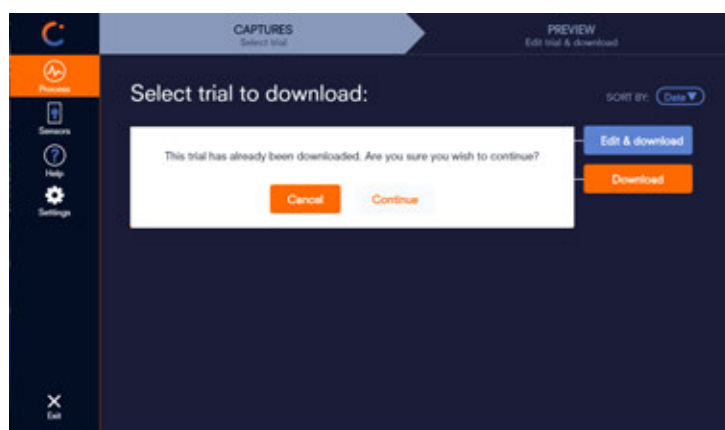 CAPTURES
Select trial
PREVIEW
Edit trial & download
Process
Sensors
Help
Settings
Exit
Select trial to download:
SORT BY: Date
This trial has already been downloaded. Are you sure you wish to continue?
Cancel
Continue
Edit & download
Download